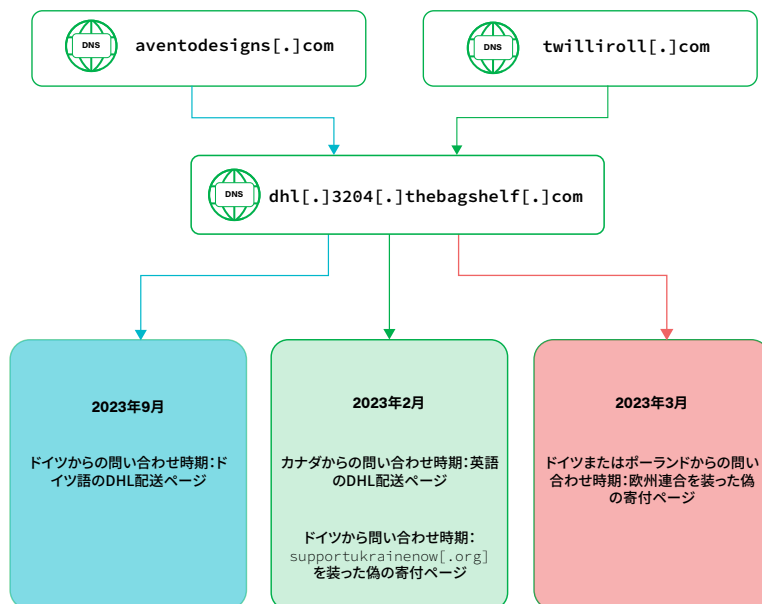 DNS aventodesigns[.]com
DNS twilliroll[.]com
DNS dhl[.]3204[.]thebagshelf[.]com
2023年9月
ドイツからの問い合わせ時期：ド
イツ語のDHL配送ページ
2023年2月
カナダからの問い合わせ時期：英語
のDHL配送ページ
ドイツから問い合わせ時期：
supportukrainenow[.org]
を装った偽の寄付ページ
2023年3月
ドイツまたはポーランドからの問い
合わせ時期：欧州連合を装った偽
の寄付ページ